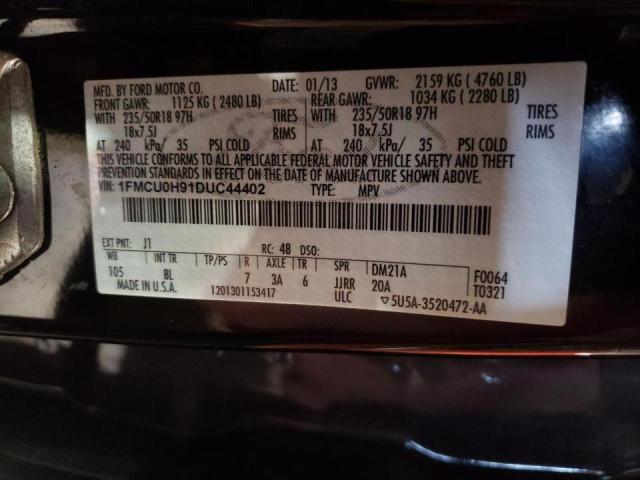 MFD. BY FORD MOTOR CO.
DATE: 01/13 GVWR: 2159 KG ( 4760 LB)
FRONT GAWR: 1125 KG ( 2480 LB) REAR GAWR: 1034 KG ( 2280 LB)
WITH 235/50R18 97H TIRES WITH 235/50R18 97H TIRES
18x7.5J RIMS 18x7.5J RIMS
AT 240 kPa/ 35 PSI COLD AT 240 kPa/ 35 PSI COLD
THIS VEHICLE CONFORMS TO ALL APPLICABLE FEDERAL MOTOR VEHICLE SAFETY AND THEFT
PREVENTION STANDARDS IN EFFECT ON THE DATE OF MANUFACTURE SHOWN ABOVE.
VIN: 1FMCU0H91DUC44402 TYPE: MPV
EXT PNT: J1 RC: 48 DSO:
WB INT TR TP/PS R AXLE TR SPR DM21A F0064
105 8L 7 3A 6 JJRR 20A T0321
MADE IN U.S.A. 1201301153417 ULC ▽5U5A-3520472-AA